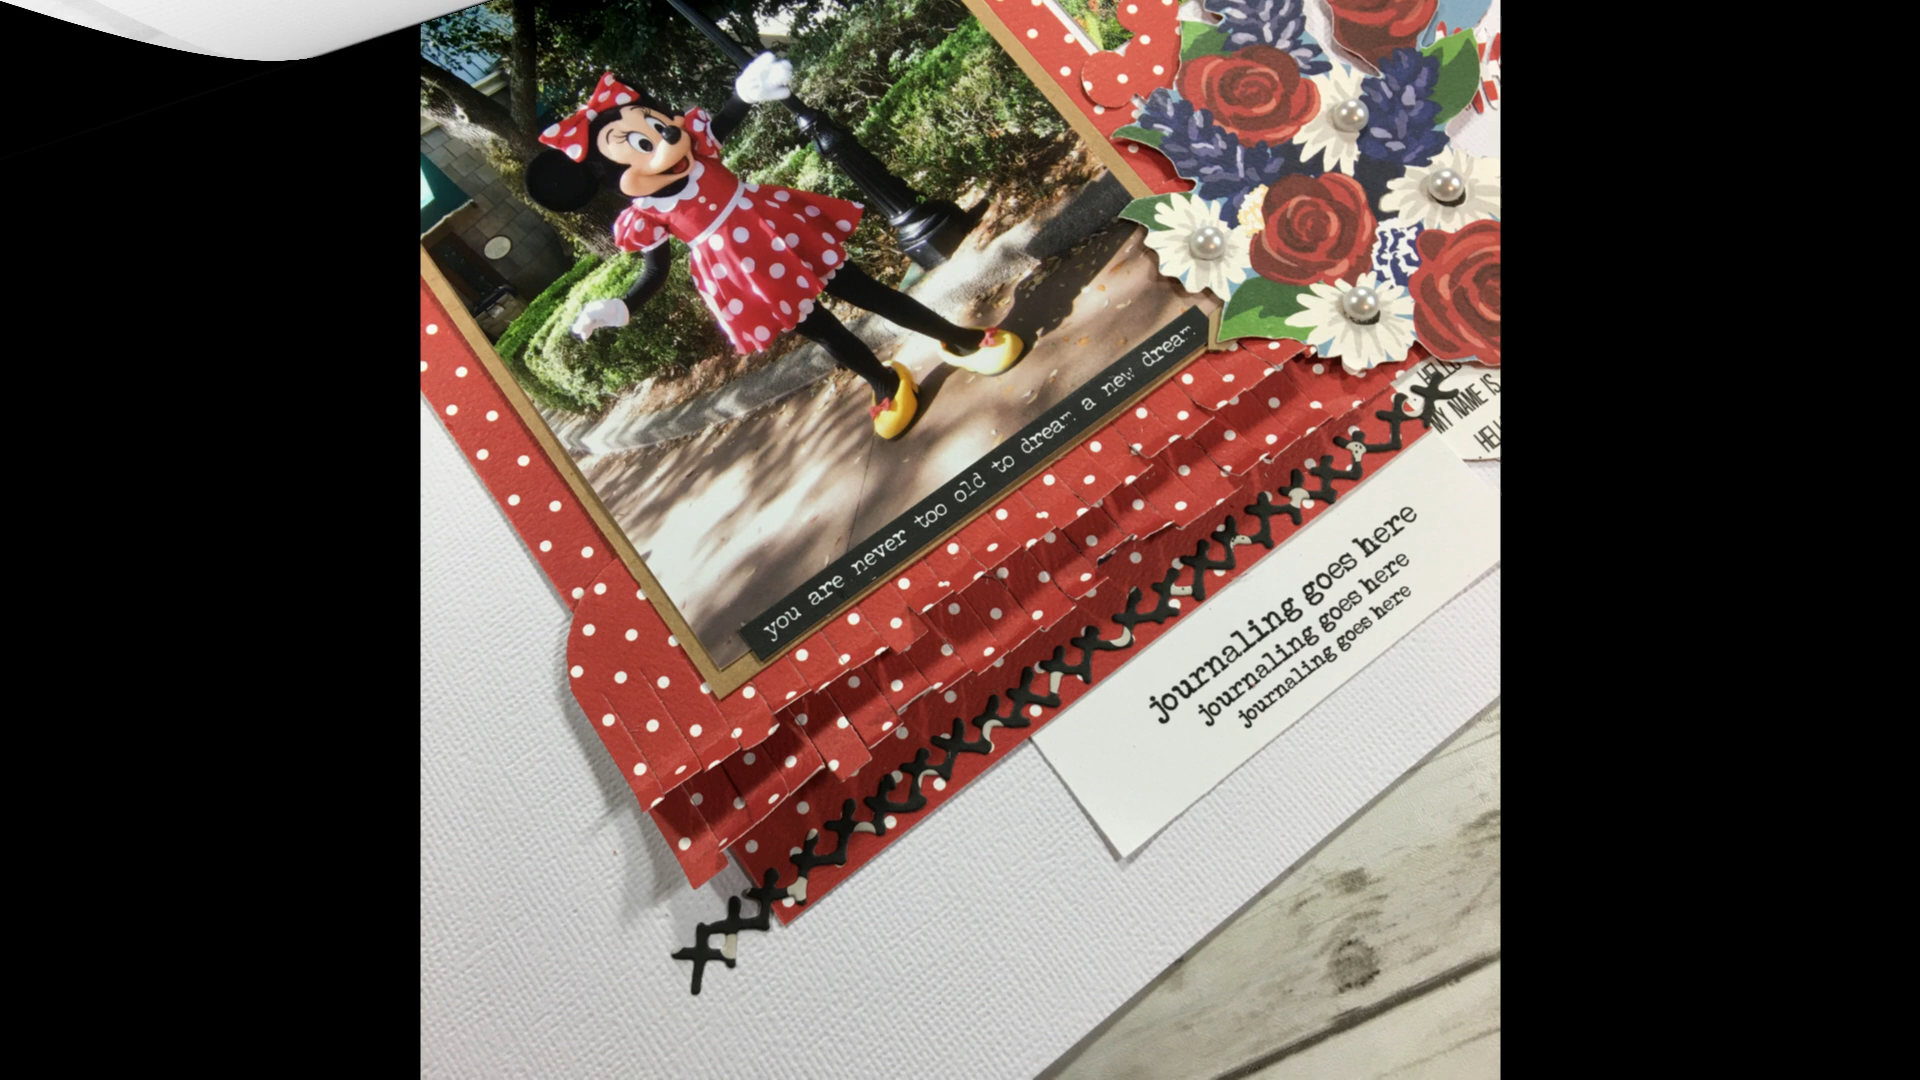 you are never too old to dream a new dream
MY NAME IS
journaling goes here
journaling goes here
journaling goes here